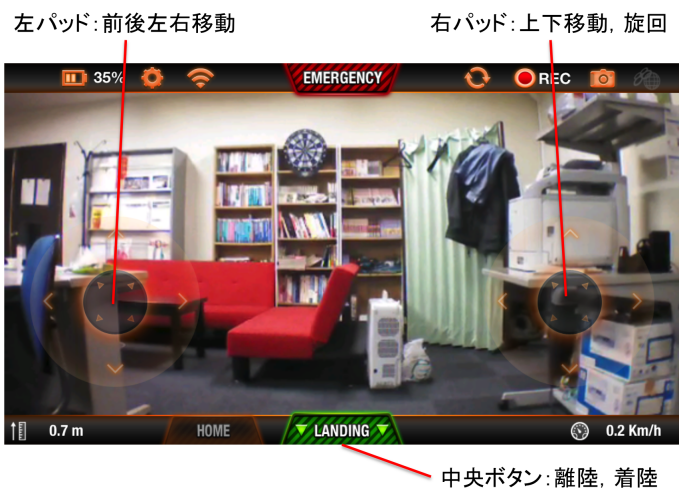 左パッド：前後左右移動
右パッド：上下移動, 旋回
35%
EMERGENCY
REC
0.7 m
HOME
LANDING
0.2 Km/h
中央ボタン：離陸, 着陸